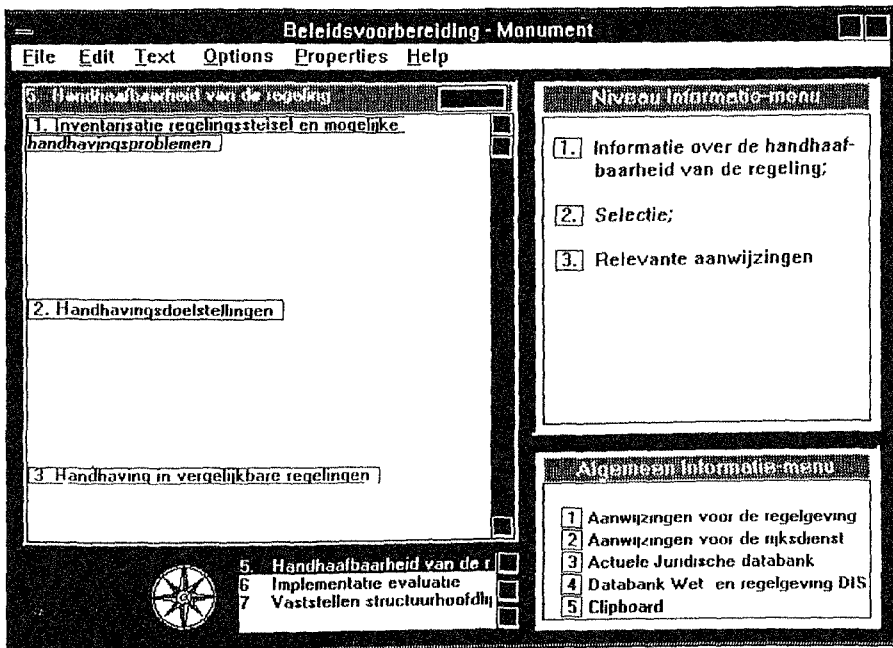 Beleidsvoorbereiding - Monument
File Edit Text Options Properties Help
5 Handhaafbaarheid van de regeling
1. Inventarisatie regelingsstelsel en mogelijke
handhavingsproblemen
2. Handhavingsdoelstellingen
3 Handhaving in vergelijkbare regelingen
5. Handhaafbaarheid van de r
6 Implementatie evaluatie
7 Vaststellen structuurhoofdlij
Niveau Informatie-menu
1. Informatie over de handhaaf-
baarheid van de regeling;
2. Selectie;
3. Relevante aanwijzingen
Algemeen Informatie-menu
1 Aanwijzingen voor de regelgeving
2 Aanwijzingen voor de rijksdienst
3 Actuele Juridische databank
4 Databank Wet en regelgeving DIS
5 Clipboard